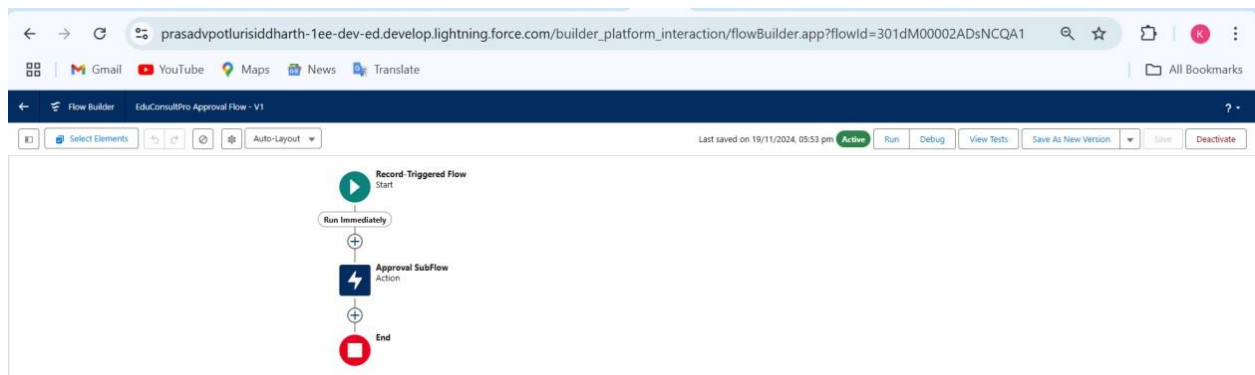 prasadvpotlurisiddharth-1ee-dev-ed.develop.lightning.force.com/builder_platform_interaction/flowBuilder.app?flowId=301dM00002ADsNCQA1 K
Gmail YouTube Maps News Translate All Bookmarks
Flow Builder EduConsultPro Approval Flow - V1 ?
Select Elements Auto-Layout Last saved on 19/11/2024, 05:53 pm Active Run Debug View Tests Save As New Version Save Deactivate
Record-Triggered Flow
Start
Run Immediately
Approval SubFlow
Action
End